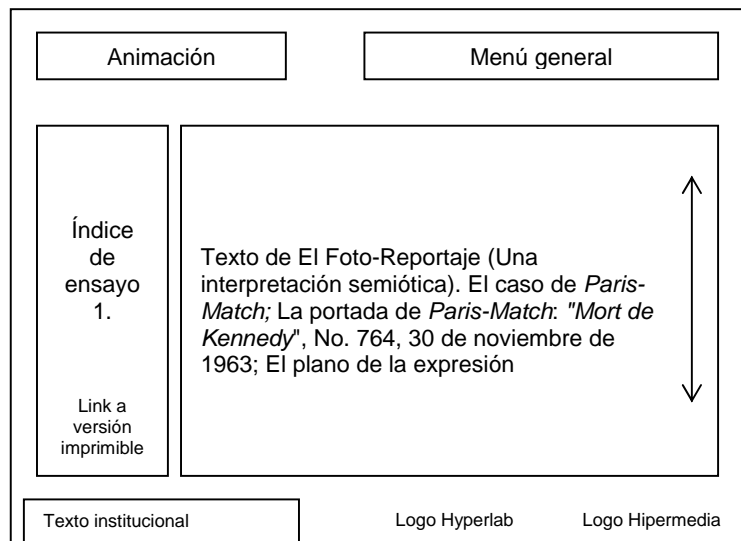 Animación
Menú general
Índice
de
ensayo
1.
Link a
versión
imprimible
Texto de El Foto-Reportaje (Una
interpretación semiótica). El caso de Paris-
Match; La portada de Paris-Match: "Mort de
Kennedy", No. 764, 30 de noviembre de
1963; El plano de la expresión
Texto institucional
Logo Hyperlab
Logo Hipermedia